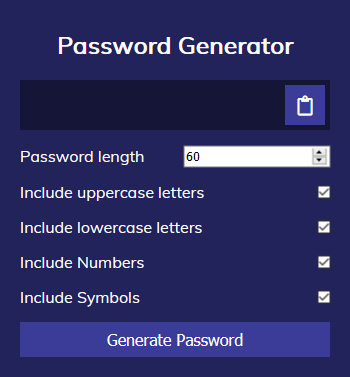 Password Generator
Password length 60
Include uppercase letters
Include lowercase letters
Include Numbers
Include Symbols
Generate Password